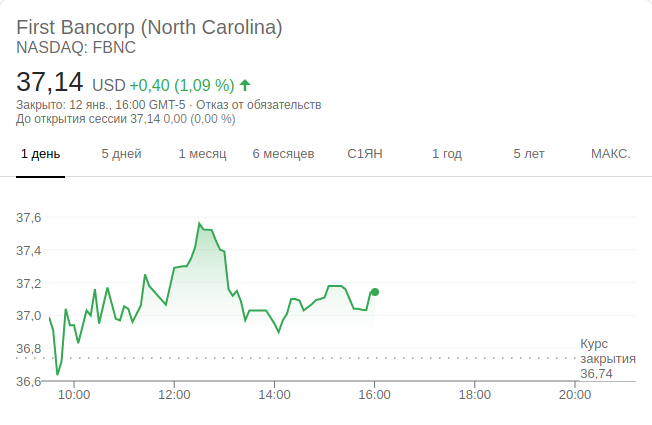 First Bancorp (North Carolina)
NASDAQ: FBNC
37,14 USD +0,40 (1,09 %)
Закрыто: 12 янв., 16:00 GMT-5 · Отказ от обязательств
До открытия сессии 37,14 0,00 (0,00 %)
1 день 5 дней 1 месяц 6 месяцев С1ЯН 1 год 5 лет МАКС.
37,6
37,4
37,2
37,0
36,8
36,6
Курс
закрытия
36,74
10:00 12:00 14:00 16:00 18:00 20:00